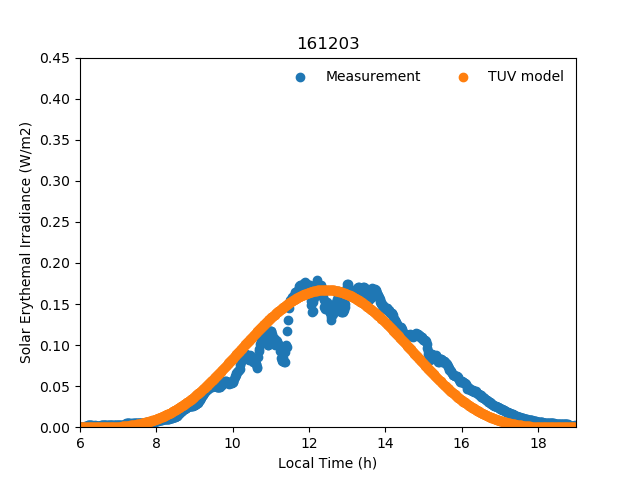 161203
Measurement TUV model
Solar Erythemal Irradiance (W/m2)
0.45
0.40
0.35
0.30
0.25
0.20
0.15
0.10
0.05
0.00
6 8 10 12 14 16 18
Local Time (h)